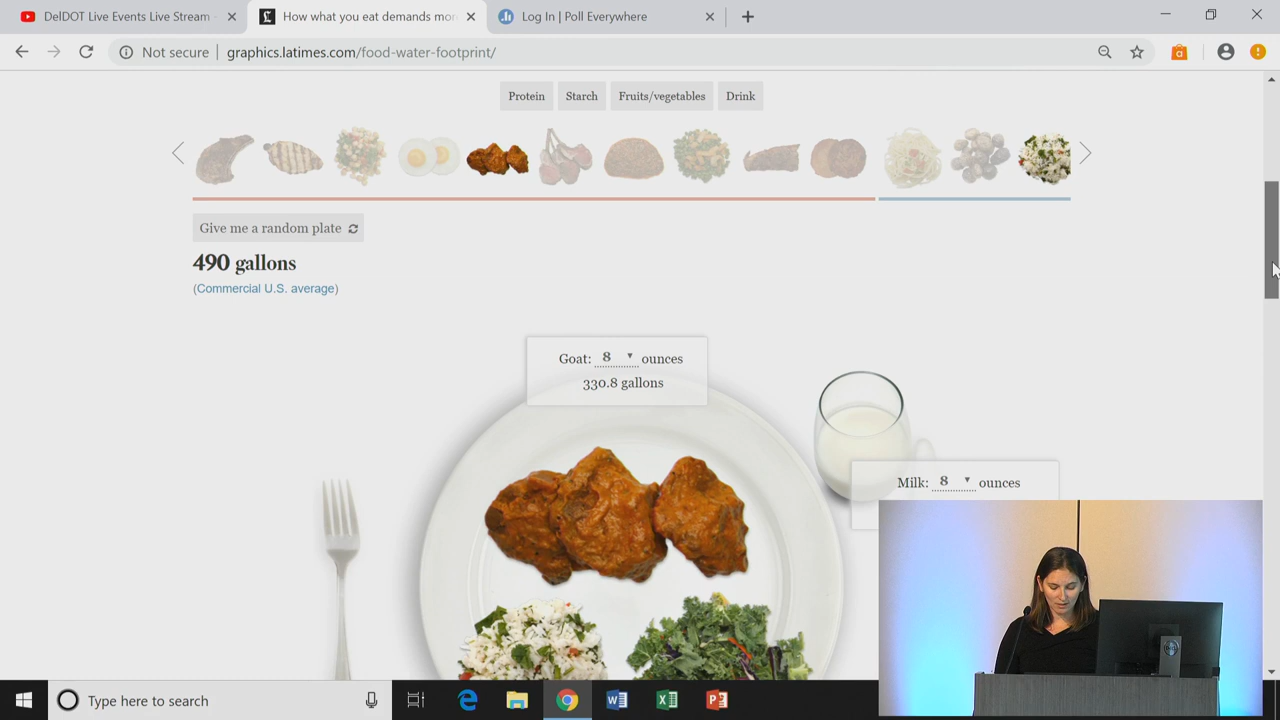 DelDOT Live Events Live Stream
How what you eat demands mor
Log In | Poll Everywhere
Not secure
graphics.latimes.com/food-water-footprint/
Protein
Starch
Fruits/vegetables
Drink
Give me a random plate
490 gallons
(Commercial U.S. average)
Goat: 8 ounces
330.8 gallons
Milk: 8 ounces
Type here to search